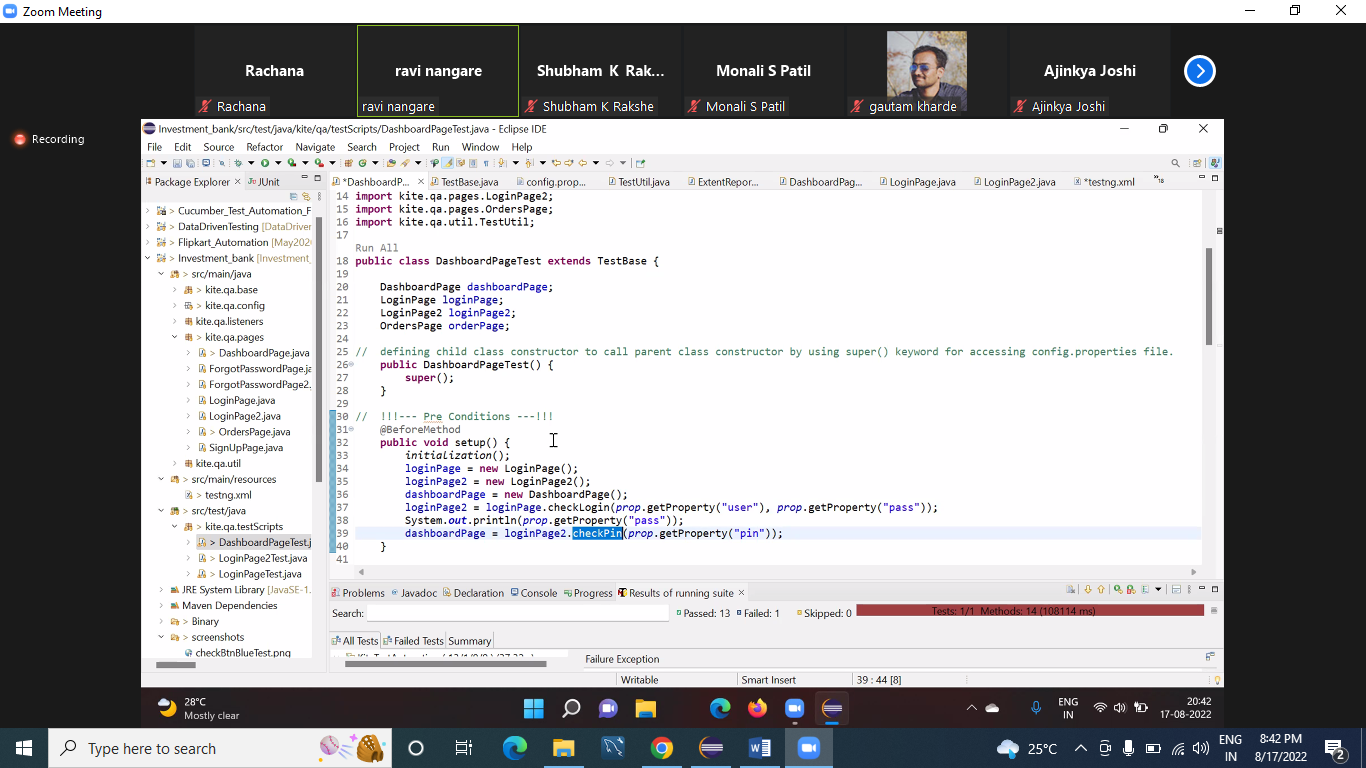 Zoom Meeting
Rachana
ravi nangare
Shubham K Rak...
Monali S Patil
Ajinkya Joshi
Rachana
ravi nangare
Shubham K Rakshe
Monali S Patil
gautam kharde
Ajinkya Joshi
Recording
Investment_bank/src/test/java/kite/qa/testScripts/DashboardPageTest.java - Eclipse IDE
File Edit Source Refactor Navigate Search Project Run Window Help
Package Explorer JUnit
*DashboardP... TestBase.java config.prop... TestUtil.java ExtentRepor... DashboardPag... LoginPage.java LoginPage2.java *testng.xml »18
> Cucumber_Test_Automation_F
> DataDrivenTesting [DataDriver
> Flipkart_Automation [May202
> Investment_bank [Investment_
> src/main/java
> kite.qa.base
> kite.qa.config
kite.qa.listeners
> kite.qa.pages
> DashboardPage.java
> ForgotPasswordPage.ja
> ForgotPasswordPage2.
LoginPage.java
LoginPage2.java
> OrdersPage.java
SignUpPage.java
kite.qa.util
> src/main/resources
> testng.xml
> src/test/java
> kite.qa.testScripts
> DashboardPageTest.j
> LoginPage2Test.java
> LoginPageTest.java
JRE System Library [JavaSE-1.
Maven Dependencies
> Binary
> screenshots
checkBtnBlueTest.png
14 import kite.qa.pages.LoginPage2;
15 import kite.qa.pages.OrdersPage;
16 import kite.qa.util.TestUtil;
17
Run All
18 public class DashboardPageTest extends TestBase {
19
20 DashboardPage dashboardPage;
21 LoginPage loginPage;
22 LoginPage2 loginPage2;
23 OrdersPage orderPage;
24
25 // defining child class constructor to call parent class constructor by using super() keyword for accessing config.properties file.
26 public DashboardPageTest() {
27 super();
28 }
29
30 // !!!--- Pre Conditions ---!!!
31 @BeforeMethod
32 public void setup() {
33 initialization();
34 loginPage = new LoginPage();
35 loginPage2 = new LoginPage2();
36 dashboardPage = new DashboardPage();
37 loginPage2 = loginPage.checkLogin(prop.getProperty("user"), prop.getProperty("pass"));
38 System.out.println(prop.getProperty("pass"));
39 dashboardPage = loginPage2.checkPin(prop.getProperty("pin"));
40 }
41
Problems Javadoc Declaration Console Progress Results of running suite
Search: Passed: 13 Failed: 1 Skipped: 0 Tests: 1/1 Methods: 14 (108114 ms)
All Tests Failed Tests Summary
Failure Exception
Writable Smart Insert 39 : 44 [8]
28°C
Mostly clear
ENG
IN
20:42
17-08-2022
Type here to search
25°C
ENG
IN
8:42 PM
8/17/2022
2